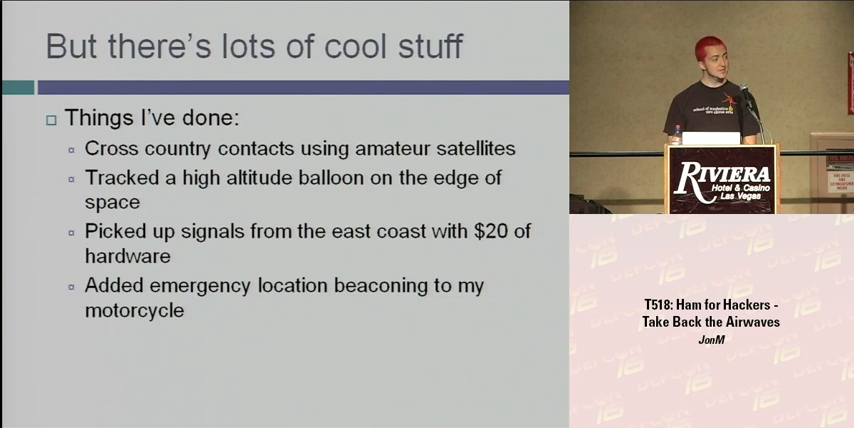 But there's lots of cool stuff
Things I've done:
Cross country contacts using amateur satellites
Tracked a high altitude balloon on the edge of
space
Picked up signals from the east coast with $20 of
hardware
Added emergency location beaconing to my
motorcycle
RIVIERA
Hotel & Casino
Las Vegas
T518: Ham for Hackers -
Take Back the Airwaves
JonM
DEFCON
16